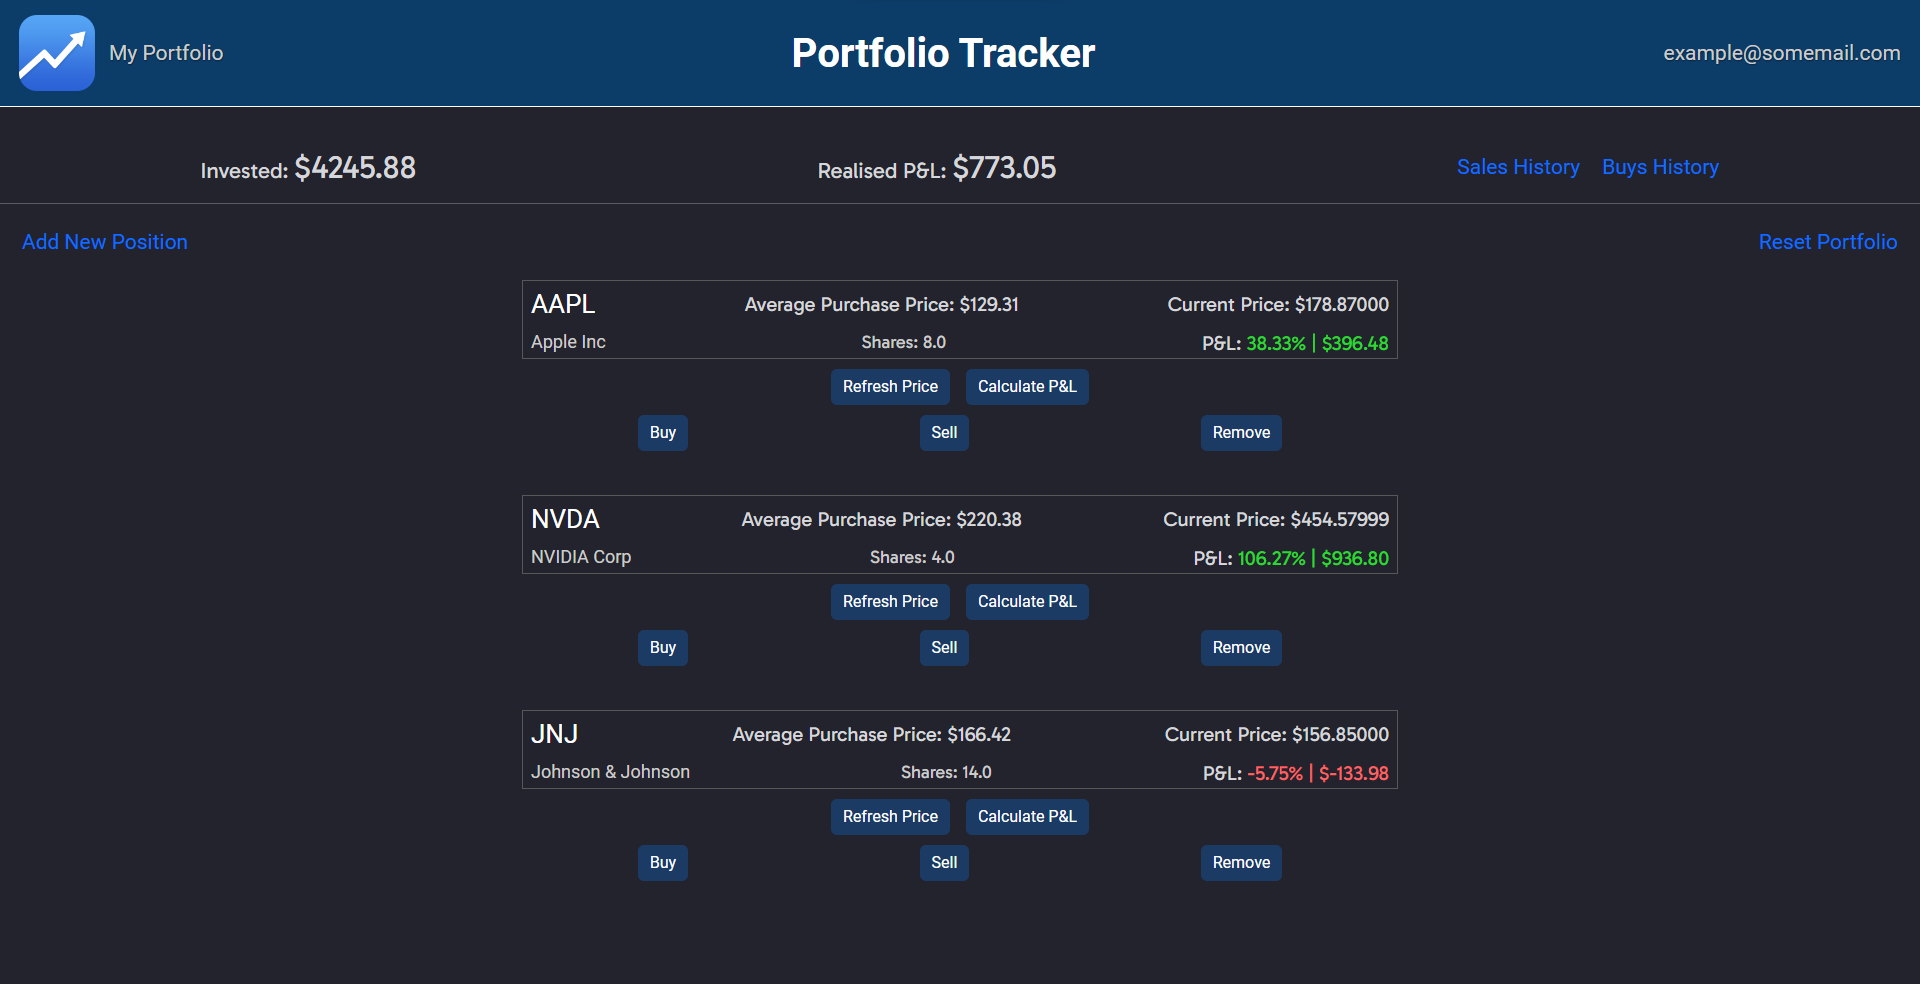 My Portfolio
Portfolio Tracker
example@somemail.com
Invested: $4245.88
Realised P&L: $773.05
Sales History Buys History
Add New Position
Reset Portfolio
AAPL Average Purchase Price: $129.31 Current Price: $178.87000
Apple Inc Shares: 8.0 P&L: 38.33% | $396.48
Refresh Price Calculate P&L
Buy Sell Remove
NVDA Average Purchase Price: $220.38 Current Price: $454.57999
NVIDIA Corp Shares: 4.0 P&L: 106.27% | $936.80
Refresh Price Calculate P&L
Buy Sell Remove
JNJ Average Purchase Price: $166.42 Current Price: $156.85000
Johnson & Johnson Shares: 14.0 P&L: -5.75% | $-133.98
Refresh Price Calculate P&L
Buy Sell Remove